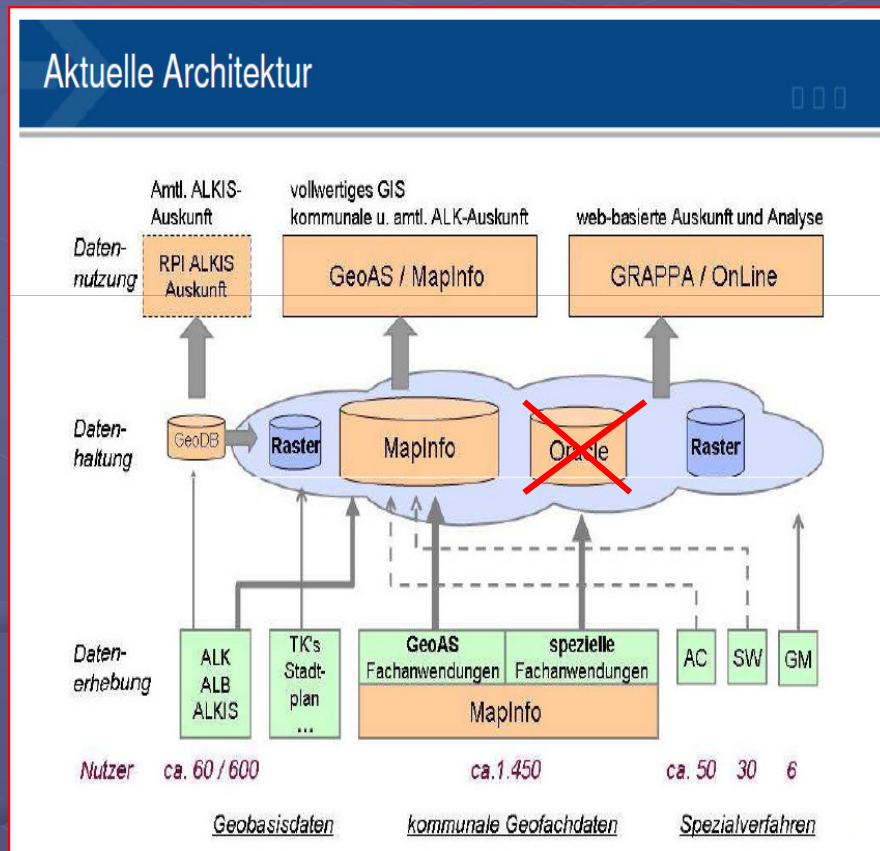 Aktuelle Architektur
Amtl. ALKIS-
Auskunft
vollwertiges GIS
kommunale u. amtl. ALK-Auskunft
web-basierte Auskunft und Analyse
Daten-
nutzung
RPI ALKIS
Auskunft
GeoAS / MapInfo
GRAPPA / OnLine
Daten-
haltung
GeoDB
Raster
MapInfo
Oracle
Raster
Daten-
erhebung
ALK
ALB
ALKIS
TK's
Stadt-
plan
...
GeoAS
Fachanwendungen
spezielle
Fachanwendungen
MapInfo
AC
SW
GM
Nutzer
ca. 60 / 600
ca.1.450
ca. 50
30
6
Geobasisdaten
kommunale Geofachdaten
Spezialverfahren